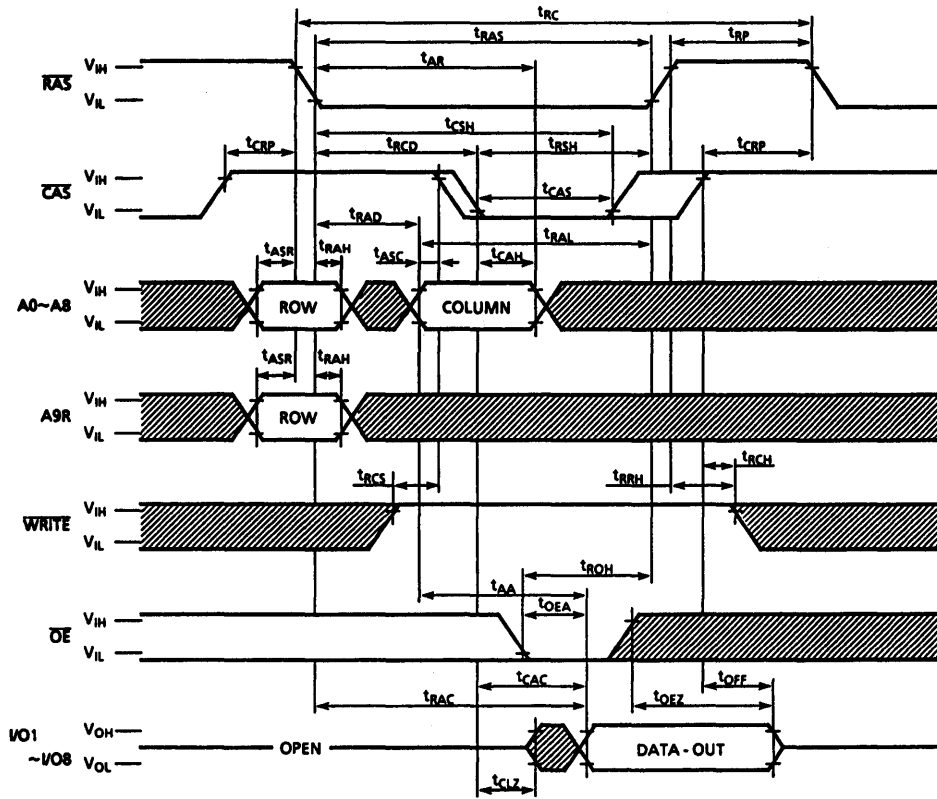 tRC
tRAS tRP
tAR
RAS VIH
VIL
tCSH
tCRP tRCD tRSH tCRP
CAS VIH
VIL
tCAS
tRAD tRAL
tASR tRAH tASC tCAH
A0~A8 VIH
VIL
ROW COLUMN
tASR tRAH
A9R VIH
VIL
ROW
tRCS tRRH tRCH
WRITE VIH
VIL
tROH
tAA
tOEA
OE VIH
VIL
tCAC tOFF
tRAC tOEZ
I/O1
~I/O8
VOH
VOL
OPEN DATA - OUT
tCLZ